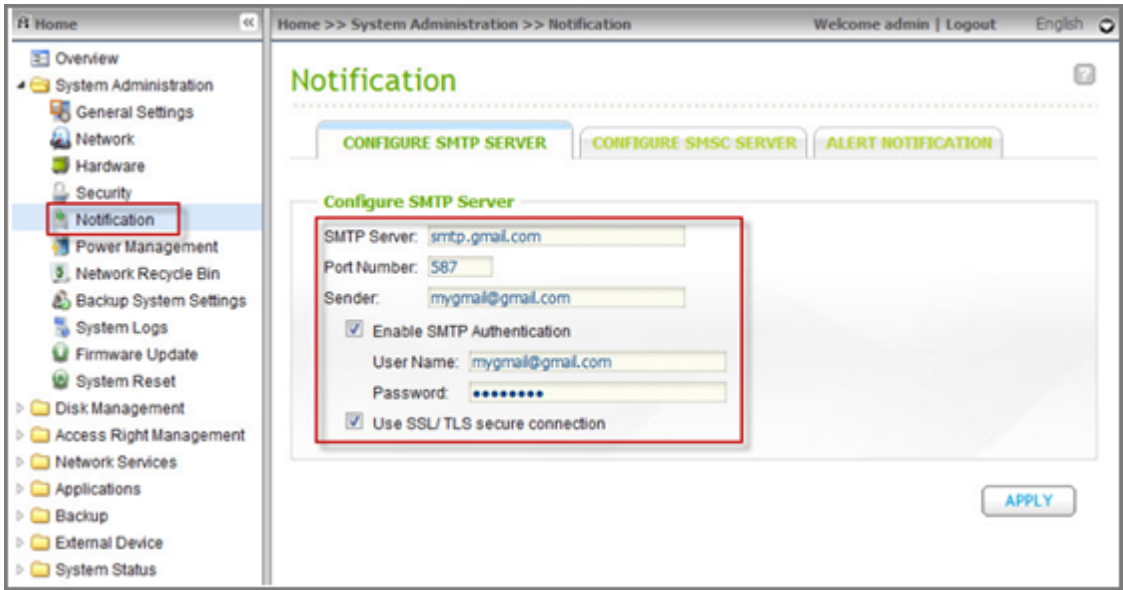 Home
Home >> System Administration >> Notification
Welcome admin | Logout
English
Overview
System Administration
General Settings
Network
Hardware
Security
Notification
Power Management
Network Recycle Bin
Backup System Settings
System Logs
Firmware Update
System Reset
Disk Management
Access Right Management
Network Services
Applications
Backup
External Device
System Status
Notification
?
CONFIGURE SMTP SERVER
CONFIGURE SMSC SERVER
ALERT NOTIFICATION
Configure SMTP Server
SMTP Server: smtp.gmail.com
Port Number: 587
Sender: mygmail@gmail.com
Enable SMTP Authentication
User Name: mygmail@gmail.com
Password: ••••••••
Use SSL/ TLS secure connection
APPLY